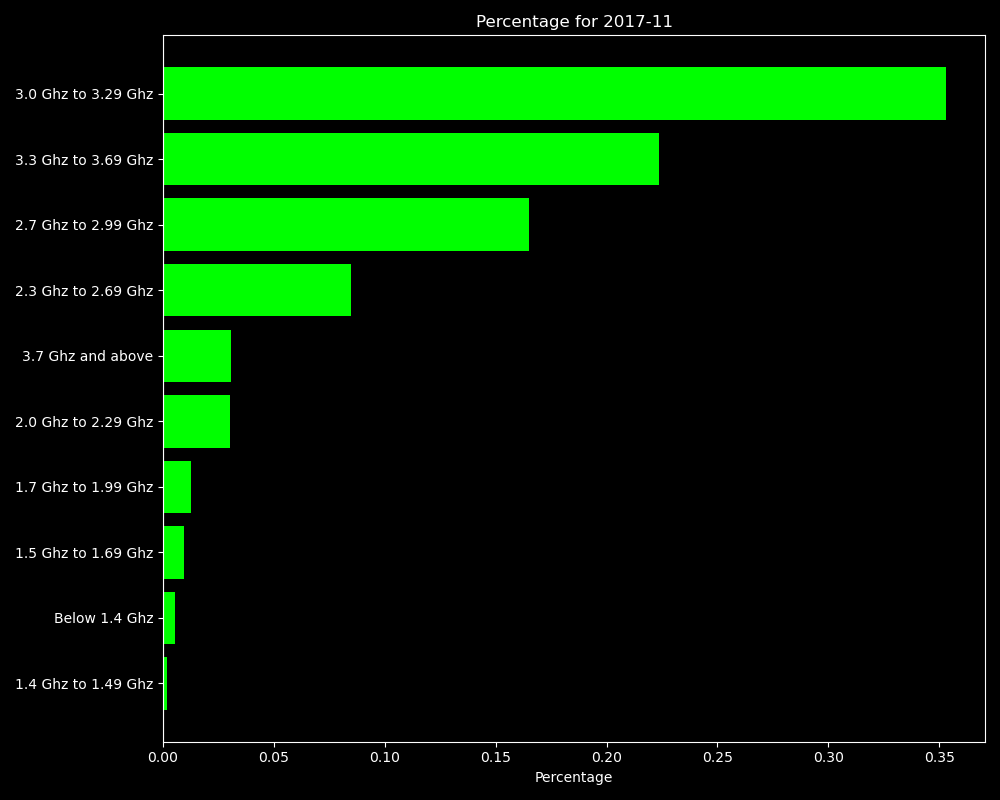 Percentage for 2017-11
3.0 Ghz to 3.29 Ghz
3.3 Ghz to 3.69 Ghz
2.7 Ghz to 2.99 Ghz
2.3 Ghz to 2.69 Ghz
3.7 Ghz and above
2.0 Ghz to 2.29 Ghz
1.7 Ghz to 1.99 Ghz
1.5 Ghz to 1.69 Ghz
Below 1.4 Ghz
1.4 Ghz to 1.49 Ghz
0.00 0.05 0.10 0.15 0.20 0.25 0.30 0.35
Percentage